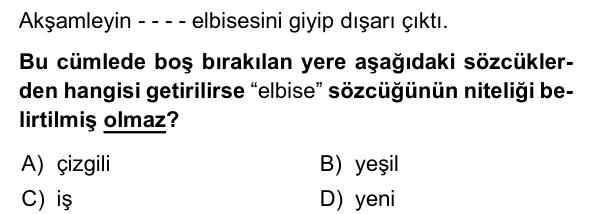 Akşamleyin - - - - elbisesini giyip dışarı çıktı.
Bu cümlede boş bırakılan yere aşağıdaki sözcükler-
den hangisi getirilirse “elbise” sözcüğünün niteliği be-
lirtilmiş olmaz?
A) çizgili B) yeşil
C) iş D) yeni